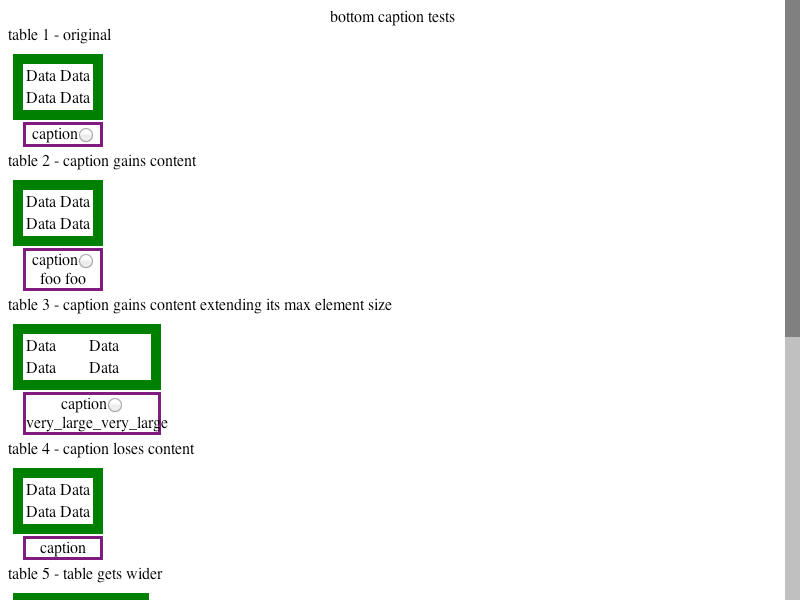 bottom caption tests
table 1 - original
Data Data
Data Data
caption
table 2 - caption gains content
Data Data
Data Data
caption
foo foo
table 3 - caption gains content extending its max element size
Data Data
Data Data
caption
very_large_very_large
table 4 - caption loses content
Data Data
Data Data
caption
table 5 - table gets wider